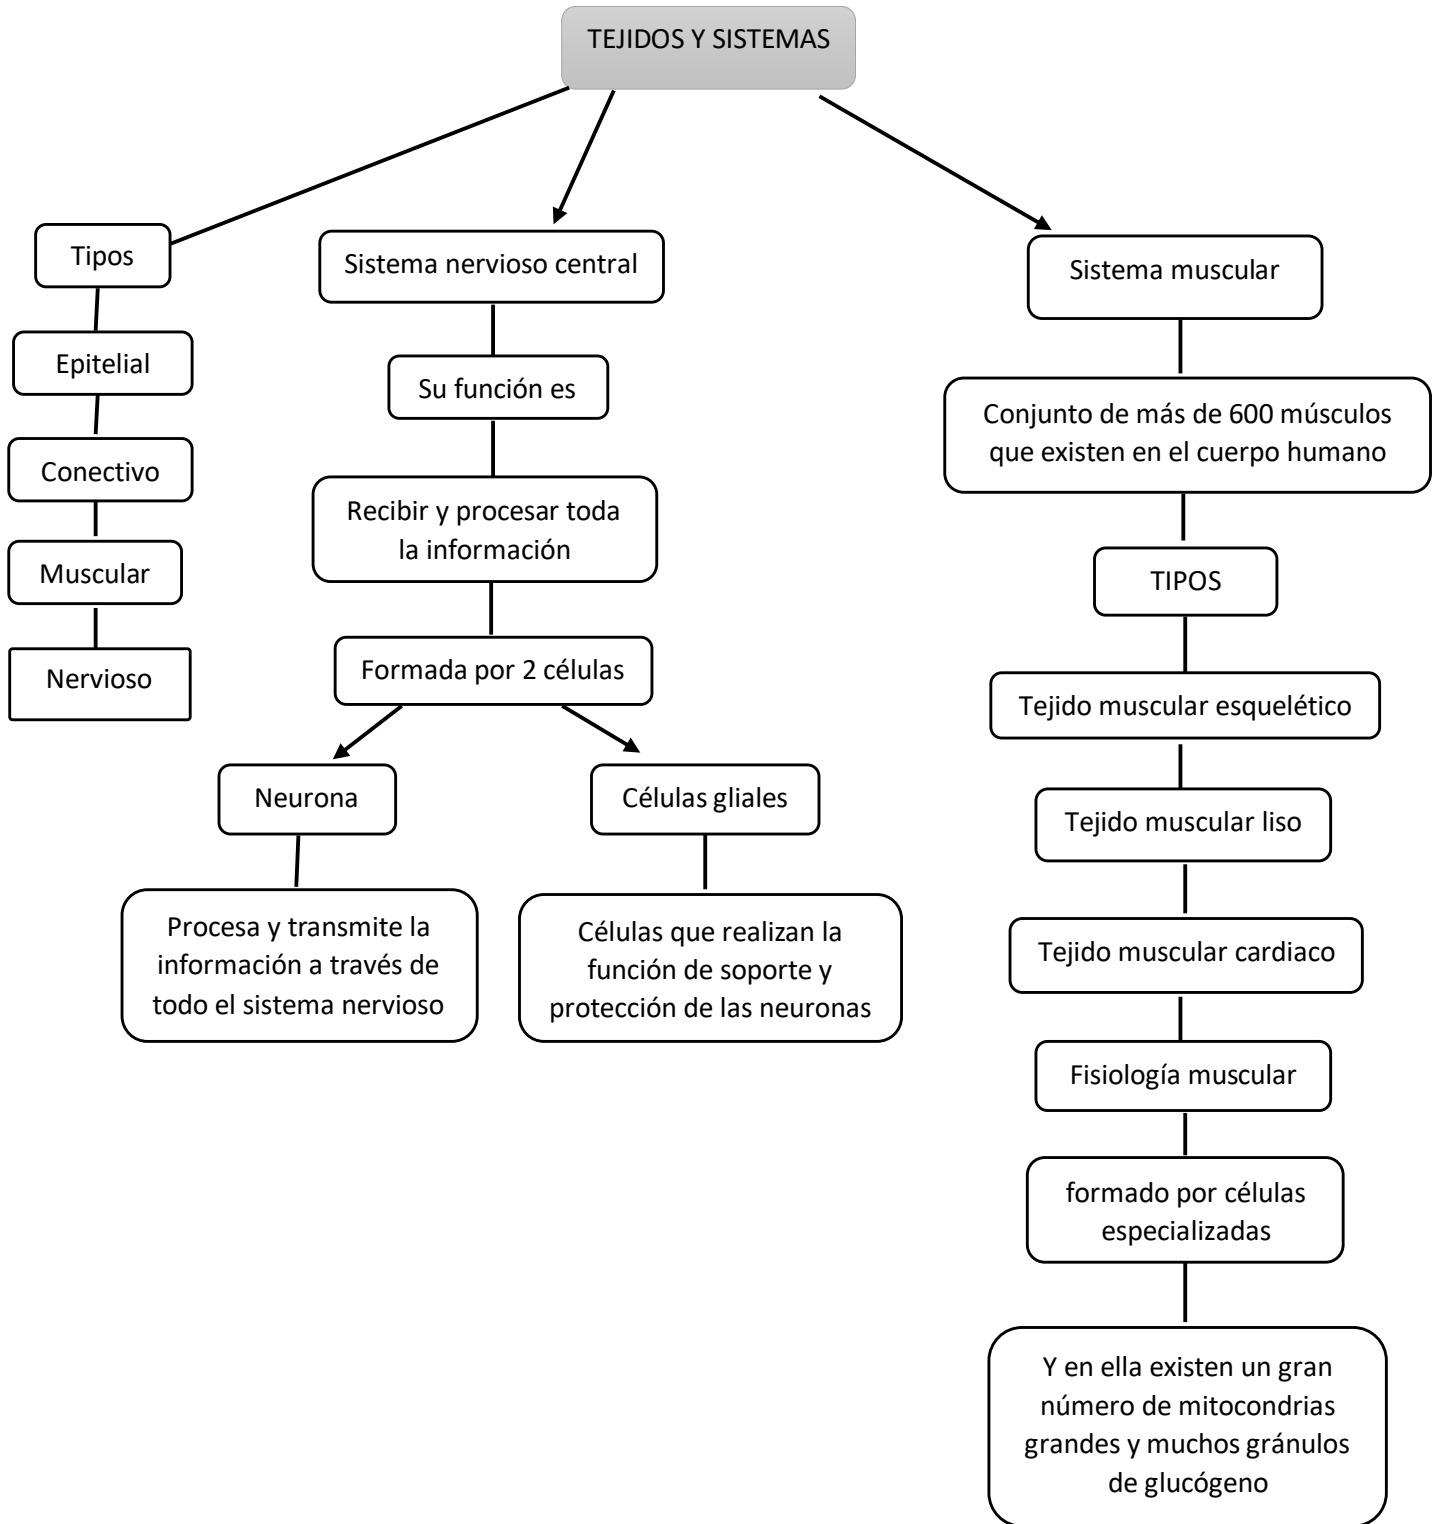 TEJIDOS Y SISTEMAS
Tipos
Epitelial
Conectivo
Muscular
Nervioso
Sistema nervioso central
Su función es
Recibir y procesar toda
la información
Formada por 2 células
Neurona
Procesa y transmite la
información a través de
todo el sistema nervioso
Células gliales
Células que realizan la
función de soporte y
protección de las neuronas
Sistema muscular
Conjunto de más de 600 músculos
que existen en el cuerpo humano
TIPOS
Tejido muscular esquelético
Tejido muscular liso
Tejido muscular cardiaco
Fisiología muscular
formado por células
especializadas
Y en ella existen un gran
número de mitocondrias
grandes y muchos gránulos
de glucógeno